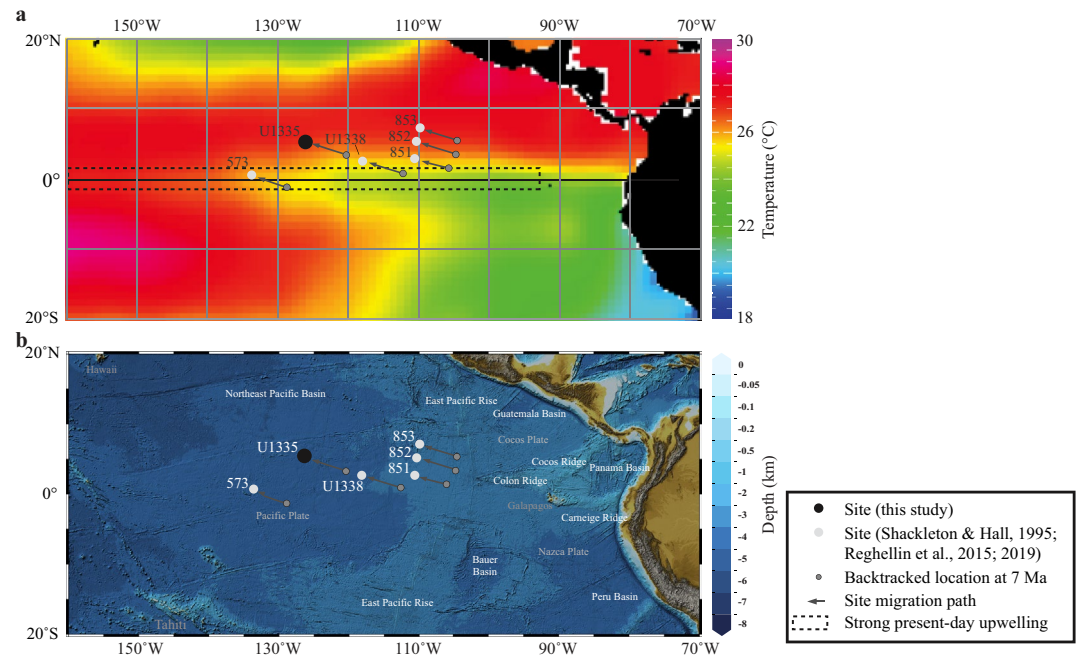 a
150°W 130°W 110°W 90°W 70°W
20°N
0°
20°S
853
852
851
U1335
U1338
573
30
26
22
18
Temperature (°C)
b
20°N
0°
20°S
Hawaii
Northeast Pacific Basin
East Pacific Rise
Guatemala Basin
Cocos Plate
Cocos Ridge
Panama Basin
Colon Ridge
Galapagos
Carneige Ridge
853
852
851
U1335
U1338
573
Pacific Plate
Nazca Plate
Bauer
Basin
East Pacific Rise
Peru Basin
Tahiti
150°W 130°W 110°W 90°W 70°W
0
-0.05
-0.1
-0.2
-0.5
-1
-2
-3
-4
-5
-6
-7
-8
Depth (km)
Site (this study)
Site (Shackleton & Hall, 1995;
Reghellin et al., 2015; 2019)
Backtracked location at 7 Ma
Site migration path
Strong present-day upwelling